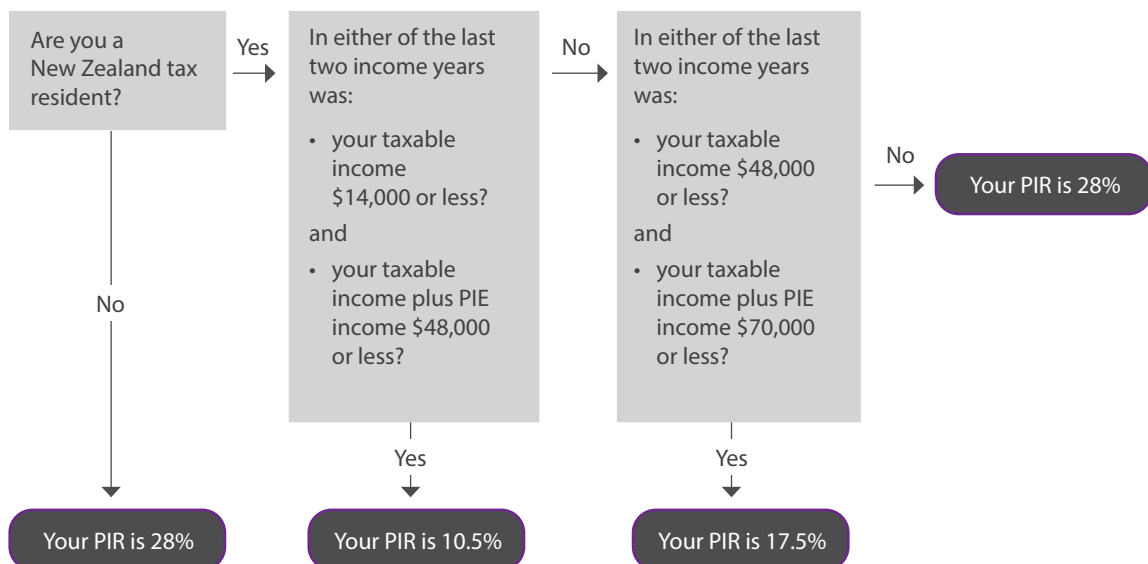 Are you a
New Zealand tax
resident?
Yes
In either of the last
two income years
was:
• your taxable
income
$14,000 or less?
and
• your taxable
income plus PIE
income $48,000
or less?
No
In either of the last
two income years
was:
• your taxable
income $48,000
or less?
and
• your taxable
income plus PIE
income $70,000
or less?
No
Your PIR is 28%
No
Yes
Yes
Your PIR is 28%
Your PIR is 10.5%
Your PIR is 17.5%